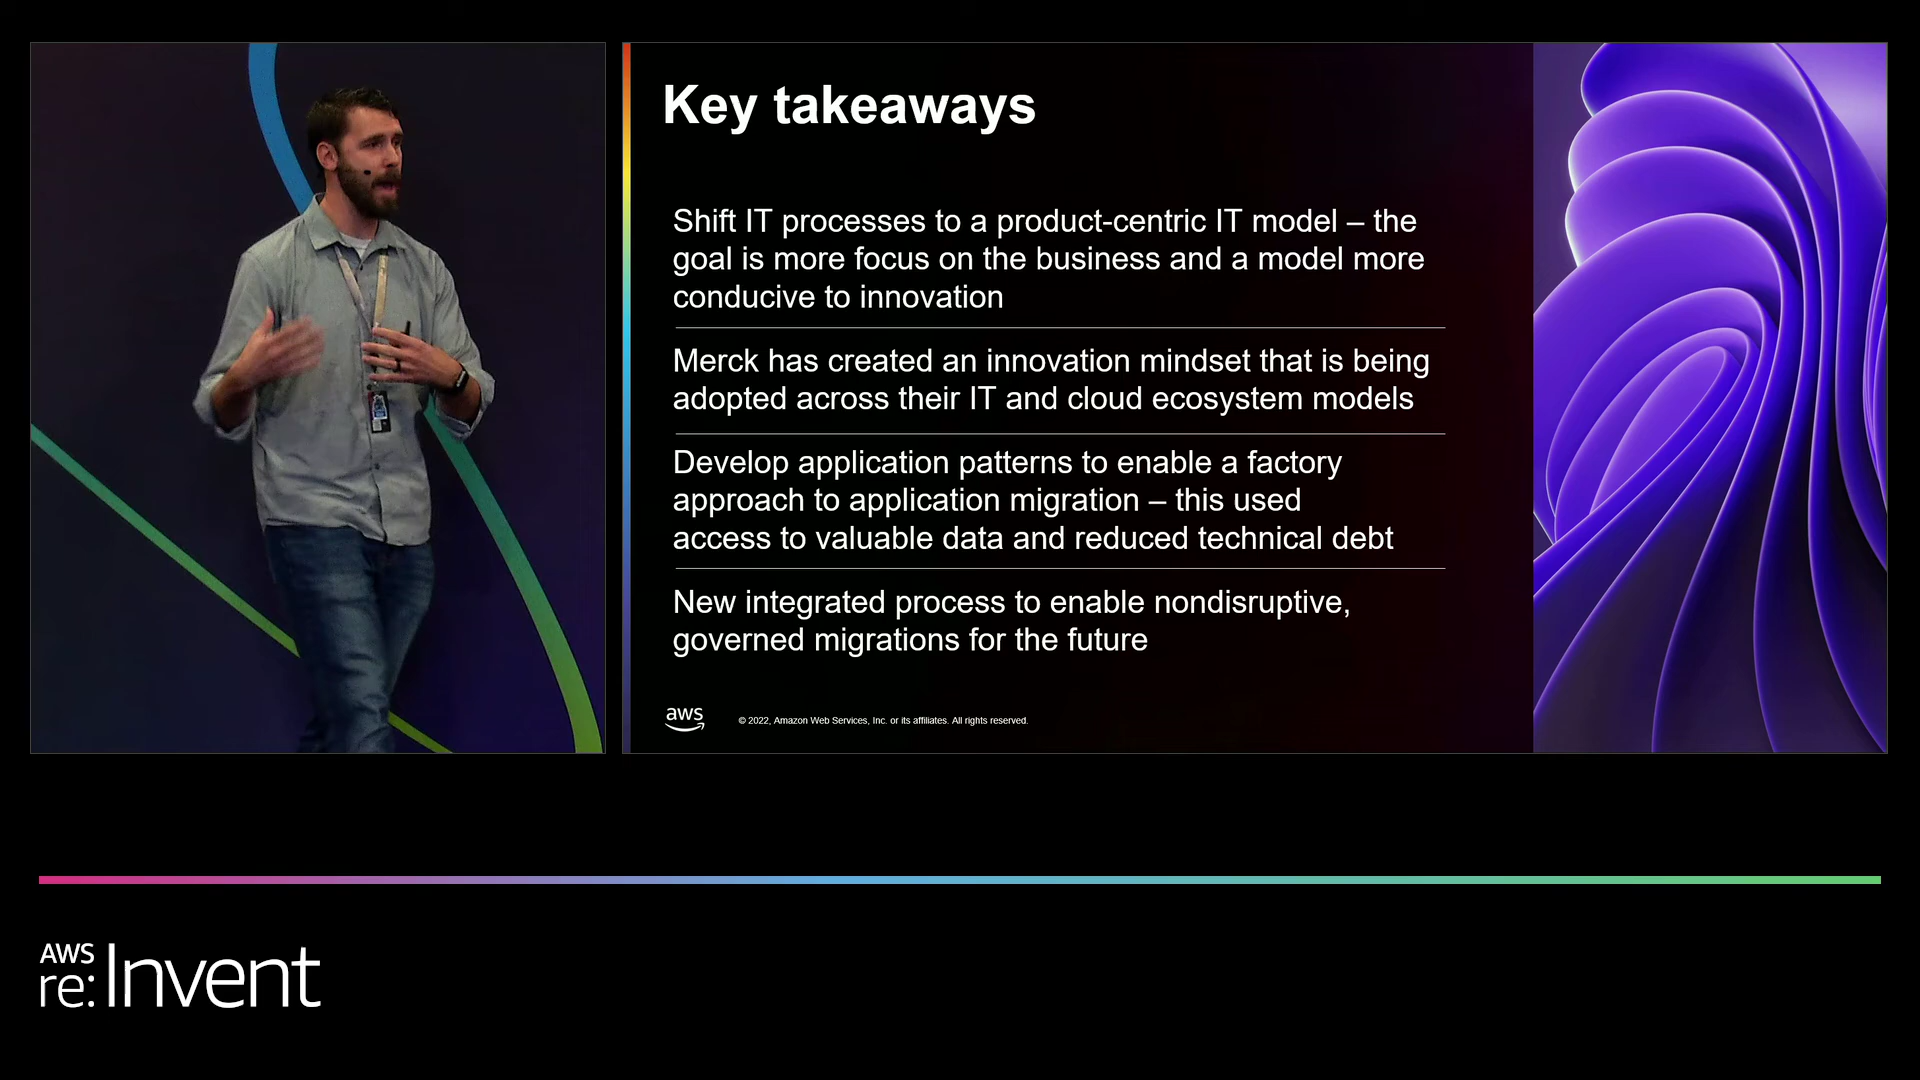 Key takeaways
Shift IT processes to a product-centric IT model – the
goal is more focus on the business and a model more
conducive to innovation
Merck has created an innovation mindset that is being
adopted across their IT and cloud ecosystem models
Develop application patterns to enable a factory
approach to application migration – this used
access to valuable data and reduced technical debt
New integrated process to enable nondisruptive,
governed migrations for the future
aws
© 2022, Amazon Web Services, Inc. or its affiliates. All rights reserved.
AWS
re:Invent